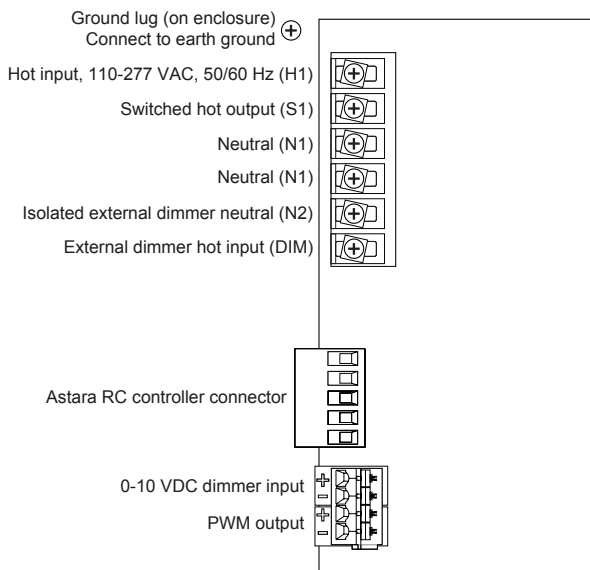 Ground lug (on enclosure)
Connect to earth ground
Hot input, 110-277 VAC, 50/60 Hz (H1)
Switched hot output (S1)
Neutral (N1)
Neutral (N1)
Isolated external dimmer neutral (N2)
External dimmer hot input (DIM)
Astara RC controller connector
0-10 VDC dimmer input
+
−
PWM output
+
−